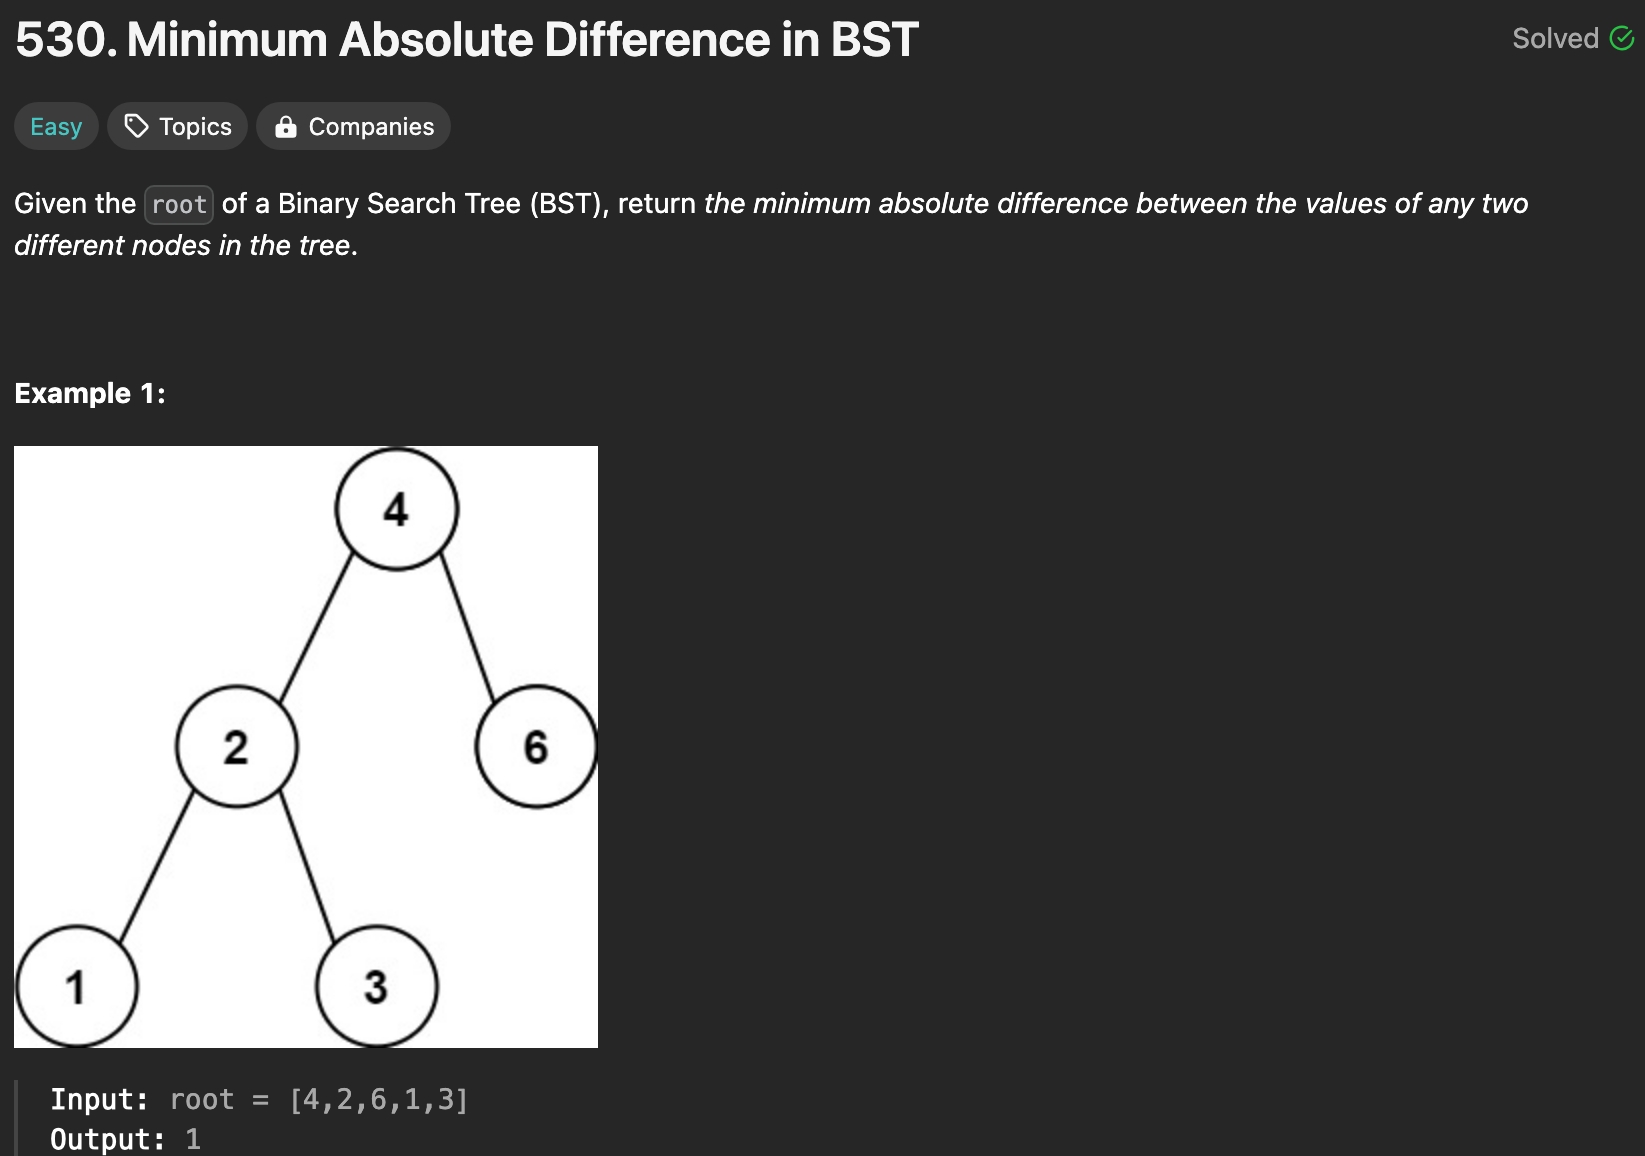 530. Minimum Absolute Difference in BST
Solved
Easy Topics Companies
Given the root of a Binary Search Tree (BST), return the minimum absolute difference between the values of any two
different nodes in the tree.
Example 1:
4
2 6
1 3
Input: root = [4,2,6,1,3]
Output: 1